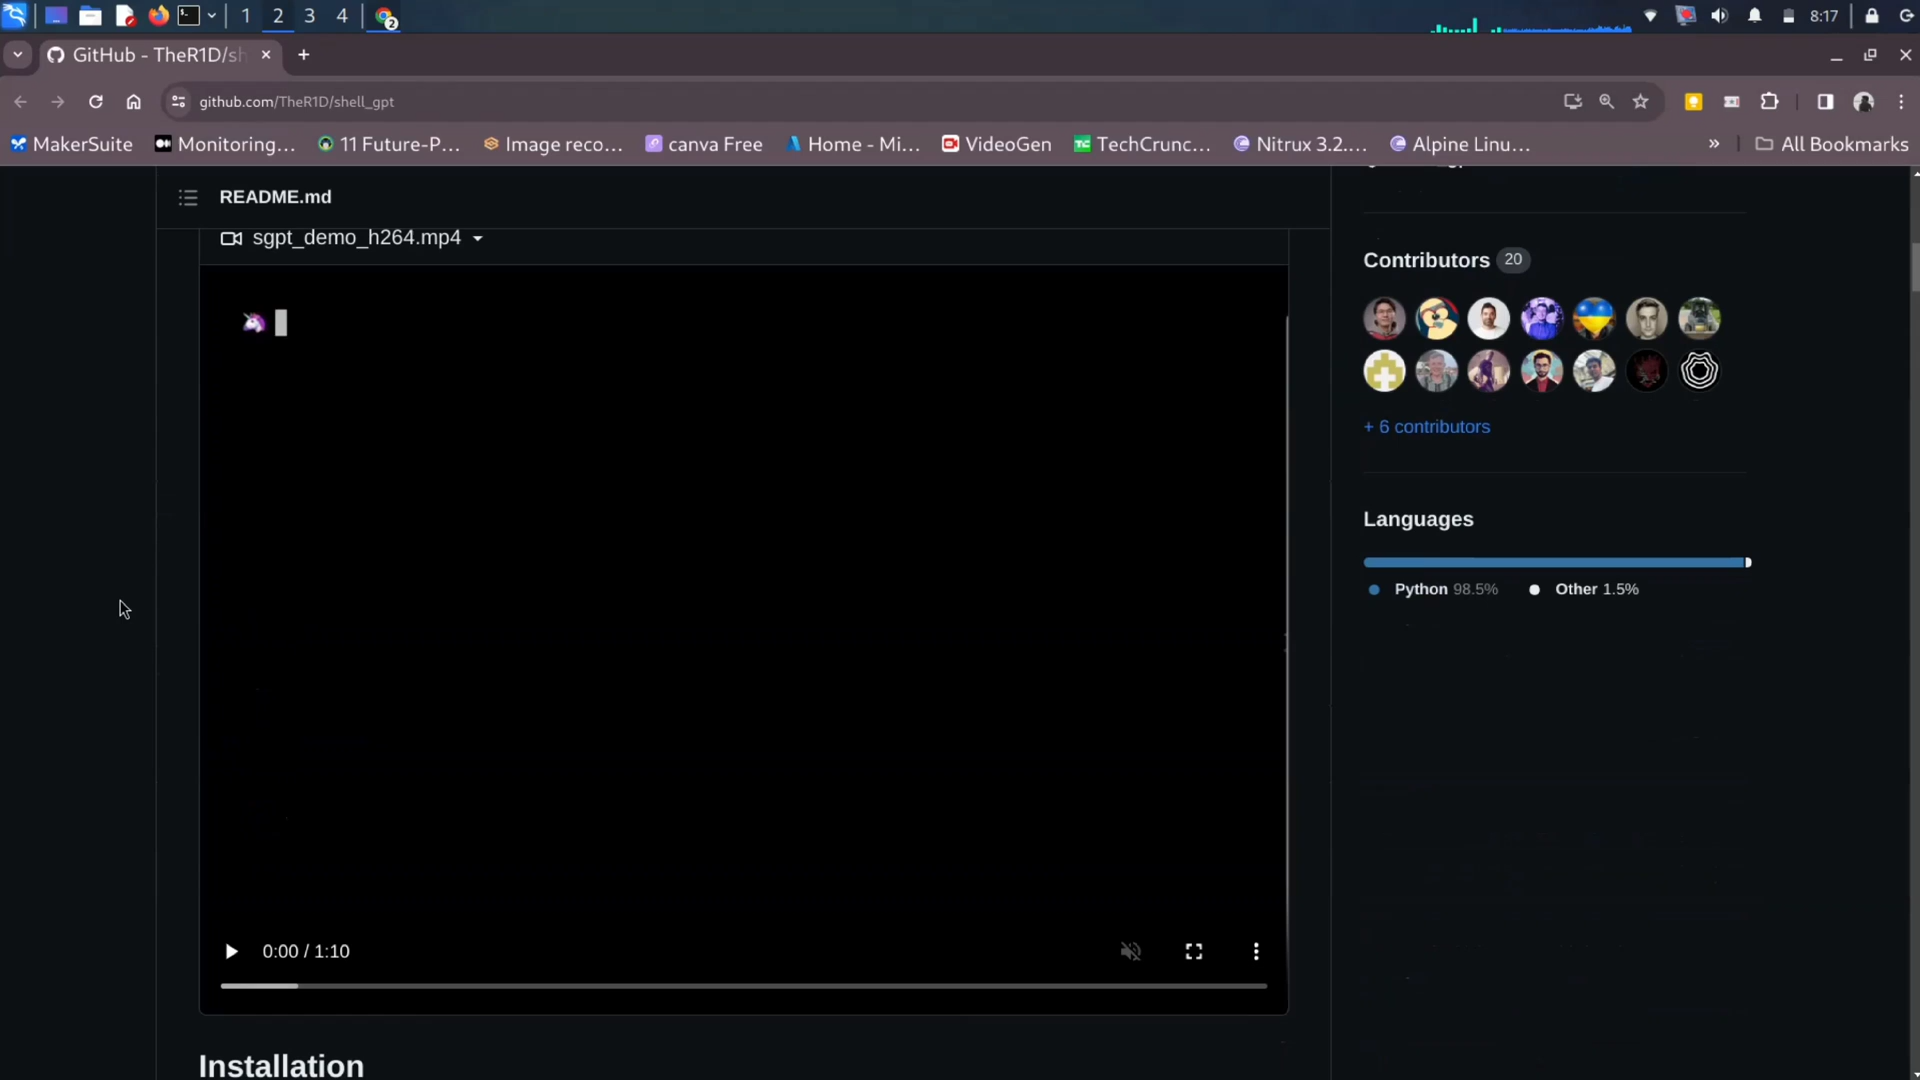 1 2 3 4 2 8:17
GitHub - TheR1D/sh
github.com/TheR1D/shell_gpt
MakerSuite Monitoring... 11 Future-P... Image reco... canva Free Home - Mi... VideoGen TechCrunc... Nitrux 3.2.... Alpine Linu... » All Bookmarks
README.md
sgpt_demo_h264.mp4
0:00 / 1:10
Installation
Contributors 20
+ 6 contributors
Languages
Python 98.5% Other 1.5%